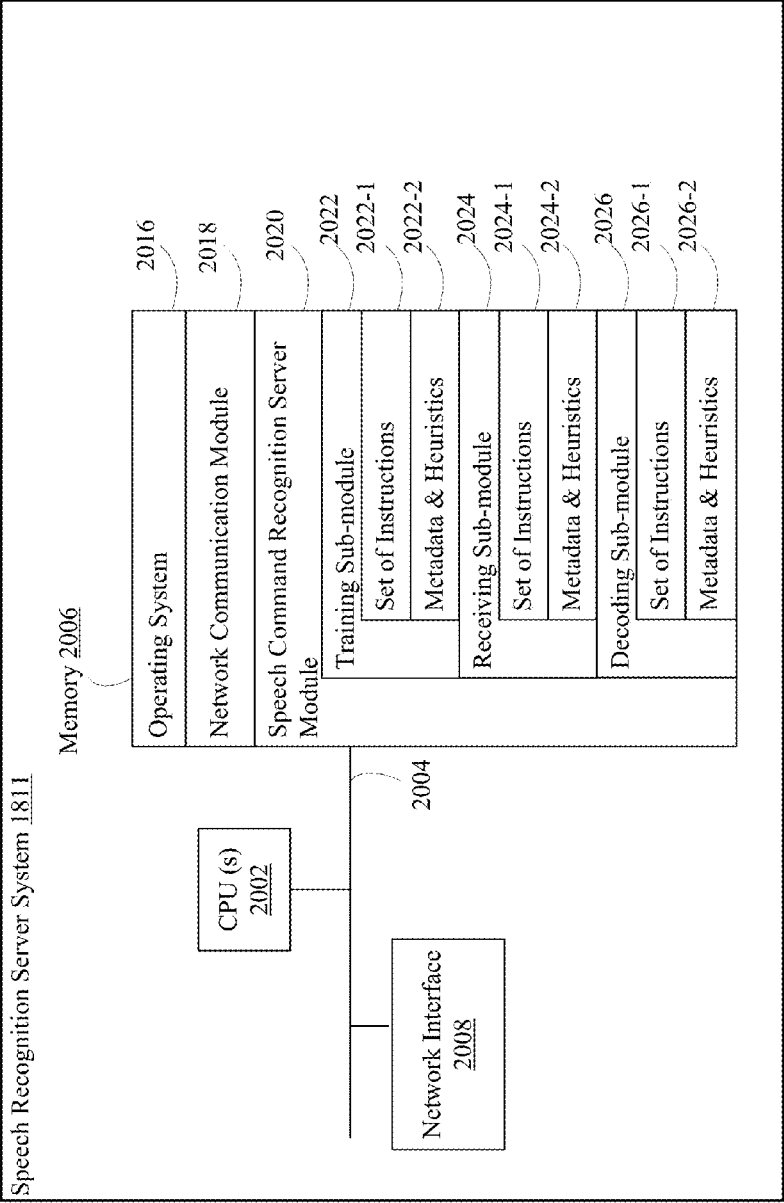 Speech Recognition Server System 1811
Memory 2006
CPU (s)
2002
Network Interface
2008
2004
Operating System
2016
Network Communication Module
2018
Speech Command Recognition Server
Module
2020
Training Sub-module
2022
Set of Instructions
2022-1
Metadata & Heuristics
2022-2
Receiving Sub-module
2024
Set of Instructions
2024-1
Metadata & Heuristics
2024-2
Decoding Sub-module
2026
Set of Instructions
2026-1
Metadata & Heuristics
2026-2